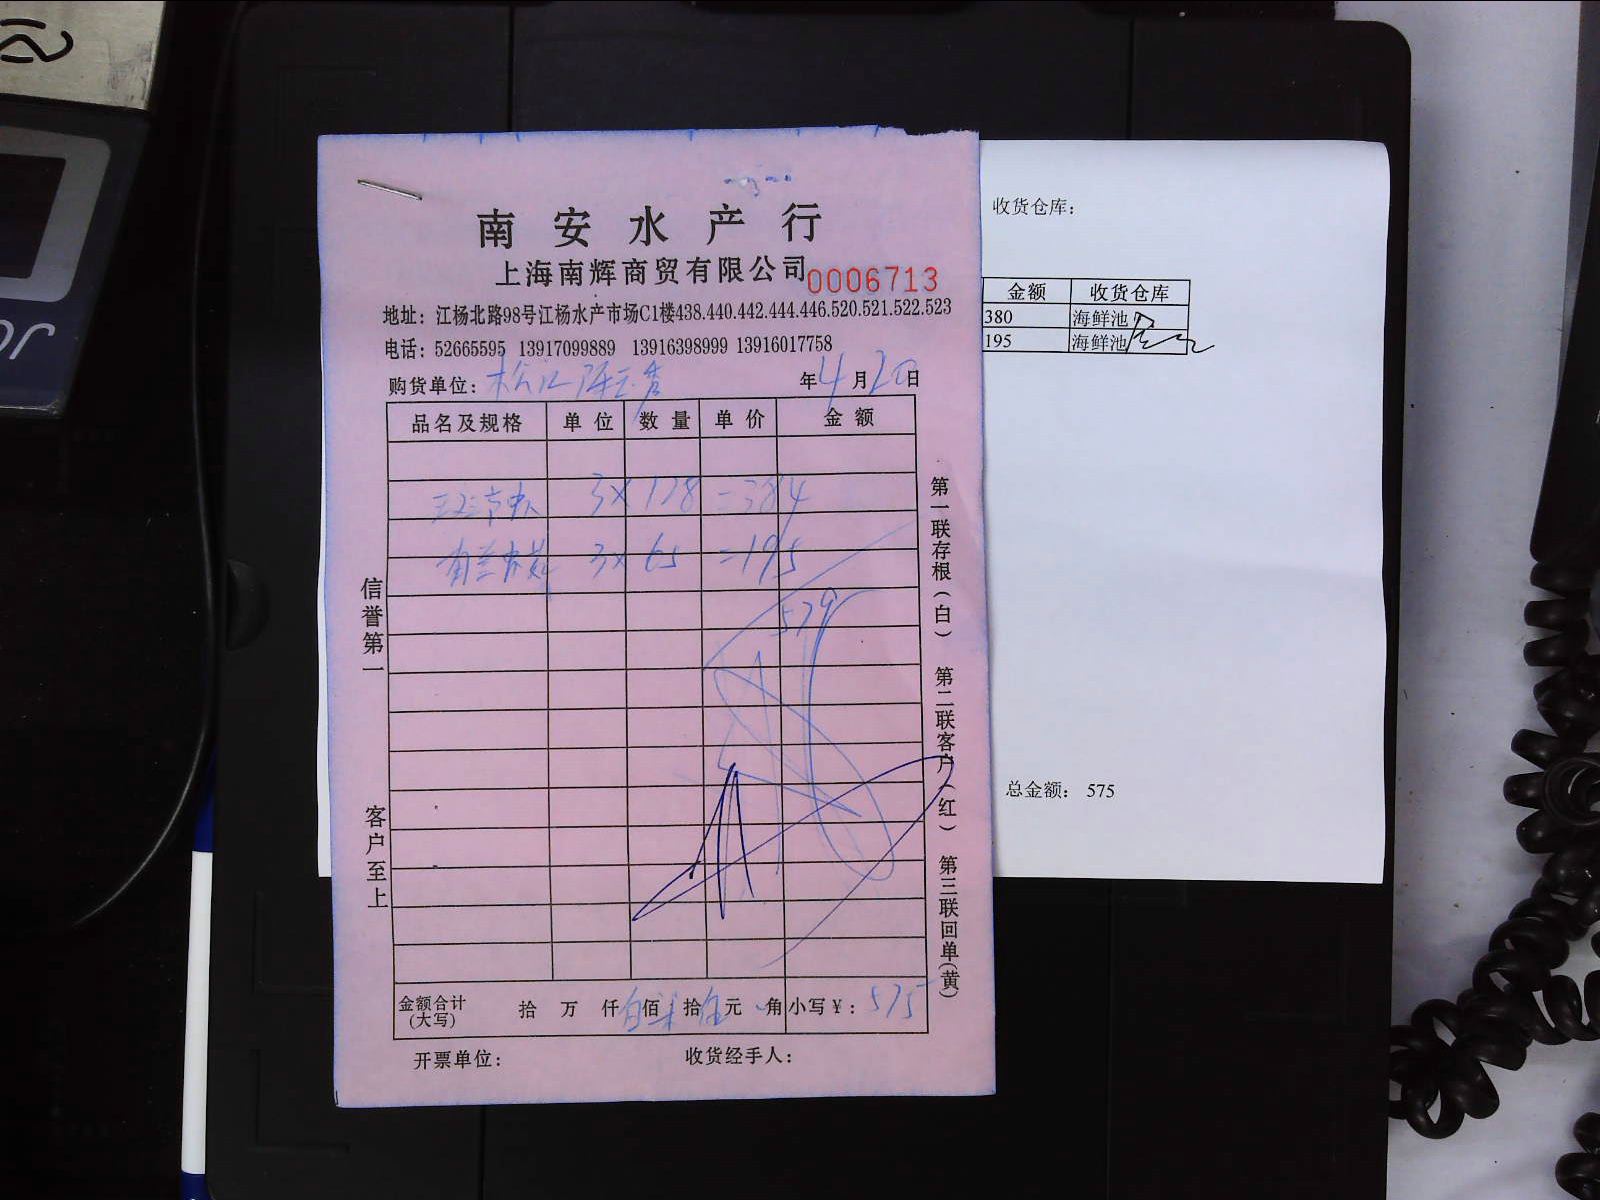 南安水产行
上海南辉商贸有限公司 0006713
地址：江杨北路98号江杨水产市场C1楼438.440.442.444.446.520.521.522.523
电话：52665595 13917099889 13916398999 13916017758
购货单位：松江 年4月20日
品名及规格 单位 数量 单价 金额
3×128=384
3×65=195
579
金额合计(大写) 拾 万 仟 佰 拾 伍元 角 小写￥：575
开票单位： 收货经手人：
信誉第一
客户至上
第一联存根(白) 第二联客户(红) 第三联回单(黄)
收货仓库：
金额 收货仓库
380 海鲜池
195 海鲜池
总金额： 575